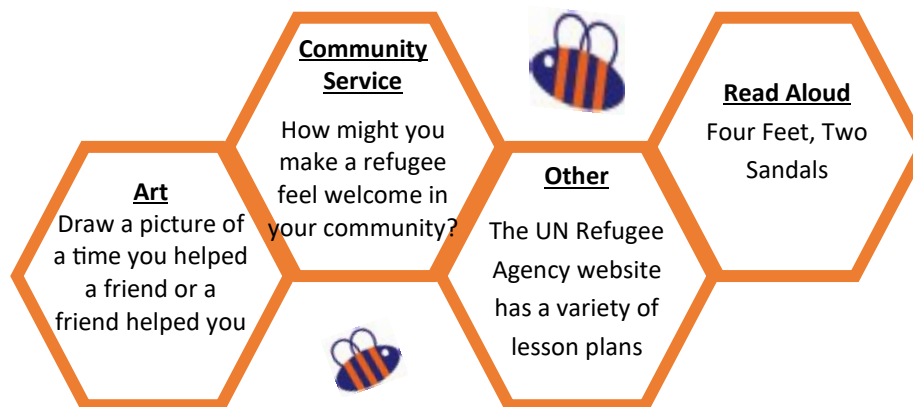 Art
Draw a picture of
a time you helped
a friend or a
friend helped you
Community
Service
How might you
make a refugee
feel welcome in
your community?
Other
The UN Refugee
Agency website
has a variety of
lesson plans
Read Aloud
Four Feet, Two
Sandals